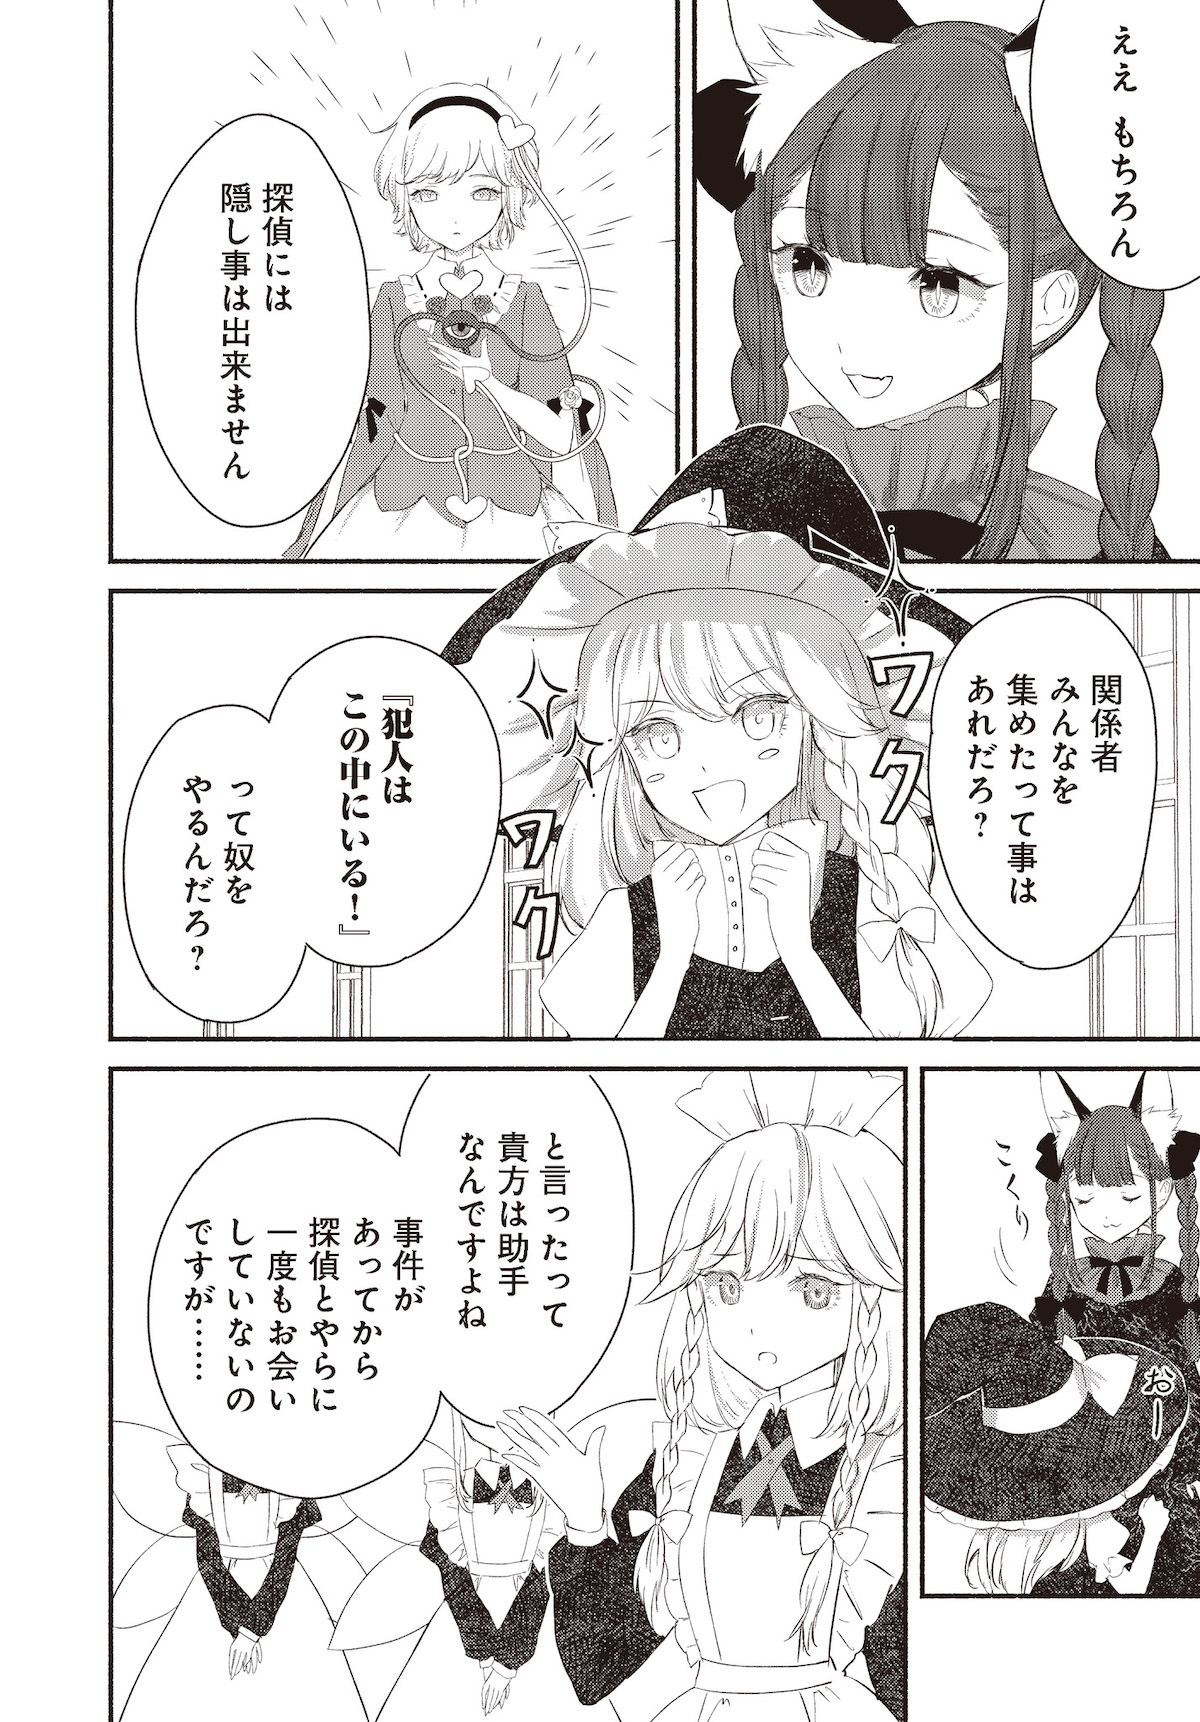 ええ もちろん
探偵には
隠し事は出来ません
関係者
みんなを
集めたって事は
あれだろ？
ワクワク
『犯人は
この中にいる！』
って奴を
やるんだろ？
ワクワク
こくり
おー
と言ったって
貴方は助手
なんですよね
事件が
あってから
探偵とやらに
一度もお会い
していないの
ですが……